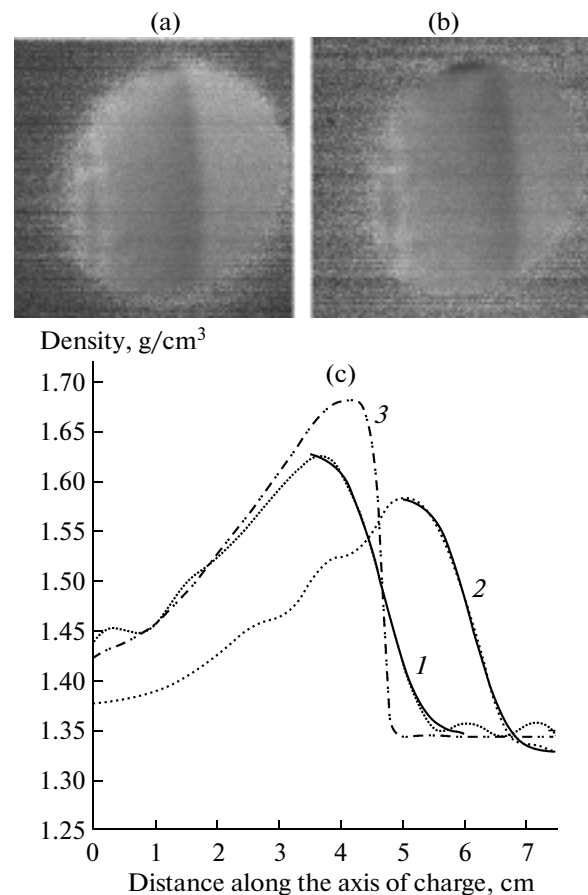 (a) (b)
Density, g/cm³
(c)
1.70
1.65
1.60
1.55
1.50
1.45
1.40
1.35
1.30
1.25
3
2
1
0 1 2 3 4 5 6 7
Distance along the axis of charge, cm